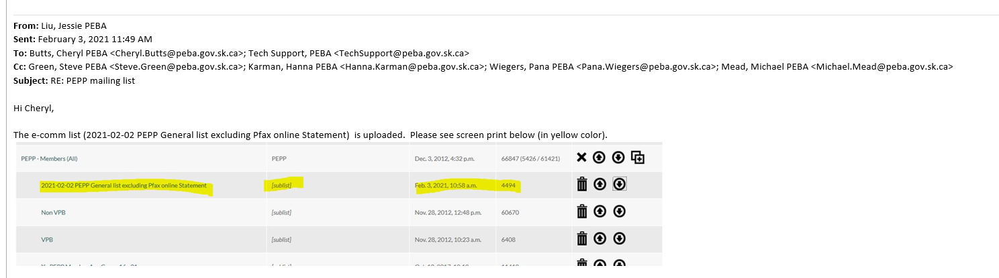 From: Liu, Jessie PEBA
Sent: February 3, 2021 11:49 AM
To: Butts, Cheryl PEBA <Cheryl.Butts@peba.gov.sk.ca>; Tech Support, PEBA <TechSupport@peba.gov.sk.ca>
Cc: Green, Steve PEBA <Steve.Green@peba.gov.sk.ca>; Karman, Hanna PEBA <Hanna.Karman@peba.gov.sk.ca>; Wiegers, Pana PEBA <Pana.Wiegers@peba.gov.sk.ca>; Mead, Michael PEBA <Michael.Mead@peba.gov.sk.ca>
Subject: RE: PEPP mailing list
Hi Cheryl,
The e-comm list (2021-02-02 PEPP General list excluding Pfax online Statement)  is uploaded.  Please see screen print below (in yellow color).
PEPP - Members (All) PEPP Dec. 3, 2012, 4:32 p.m. 66847 (5426 / 61421)
2021-02-02 PEPP General list excluding Pfax online Statement [sublist] Feb. 3, 2021, 10:58 a.m. 4494
Non VPB [sublist] Nov. 28, 2012, 12:48 p.m. 60670
VPB [sublist] Nov. 28, 2012, 10:23 a.m. 6408